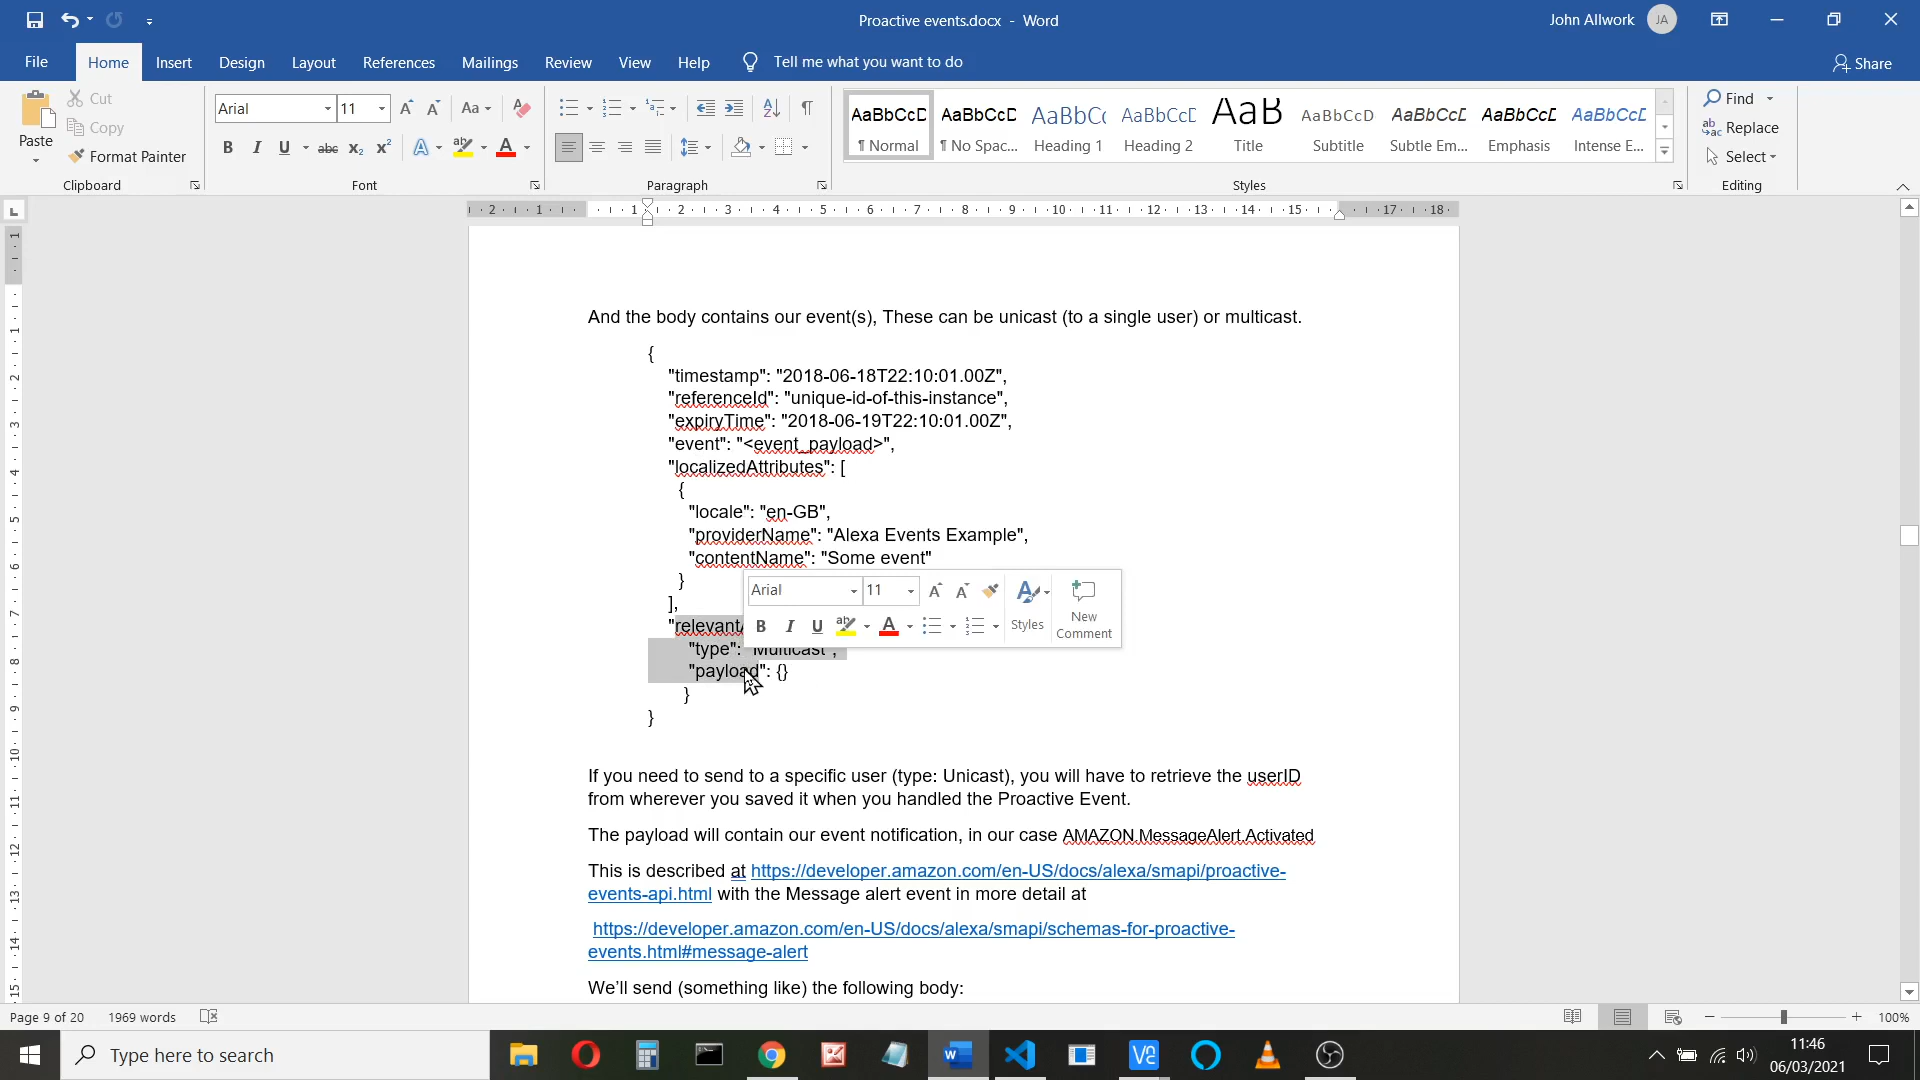 Proactive events.docx - Word
John Allwork
JA
File
Home
Insert
Design
Layout
References
Mailings
Review
View
Help
Tell me what you want to do
Share
Paste
Cut
Copy
Format Painter
Clipboard
Arial
11
Font
Paragraph
AaBbCcD
¶ Normal
AaBbCcD
¶ No Spac...
AaBbCc
Heading 1
AaBbCcC
Heading 2
AaB
Title
AaBbCcD
Subtitle
AaBbCcC
Subtle Em...
AaBbCcC
Emphasis
AaBbCcC
Intense E...
Styles
Find
Replace
Select
Editing
And the body contains our event(s), These can be unicast (to a single user) or multicast.
{
"timestamp": "2018-06-18T22:10:01.00Z",
"referenceId": "unique-id-of-this-instance",
"expiryTime": "2018-06-19T22:10:01.00Z",
"event": "<event_payload>",
"localizedAttributes": [
{
"locale": "en-GB",
"providerName": "Alexa Events Example",
"contentName": "Some event"
}
],
"relevantA
"type": "Multicast",
"payload": {}
}
}
Arial
11
Styles
New Comment
If you need to send to a specific user (type: Unicast), you will have to retrieve the userID
from wherever you saved it when you handled the Proactive Event.
The payload will contain our event notification, in our case AMAZON.MessageAlert.Activated
This is described at https://developer.amazon.com/en-US/docs/alexa/smapi/proactive-
events-api.html with the Message alert event in more detail at
https://developer.amazon.com/en-US/docs/alexa/smapi/schemas-for-proactive-
events.html#message-alert
We'll send (something like) the following body:
Page 9 of 20
1969 words
100%
Type here to search
11:46
06/03/2021